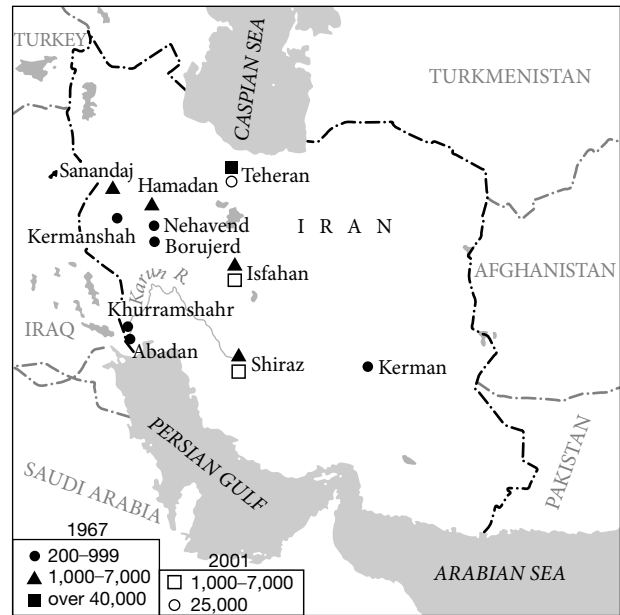 TURKEY
CASPIAN SEA
TURKMENISTAN
Sanandaj
Hamadan
Teheran
Kermanshah
Nehavend
Borujerd
I R A N
Isfahan
AFGHANISTAN
Karun R.
Khurramshahr
IRAQ
Abadan
Shiraz
Kerman
PERSIAN GULF
SAUDI ARABIA
PAKISTAN
ARABIAN SEA
1967
200–999
1,000–7,000
over 40,000
2001
1,000–7,000
25,000